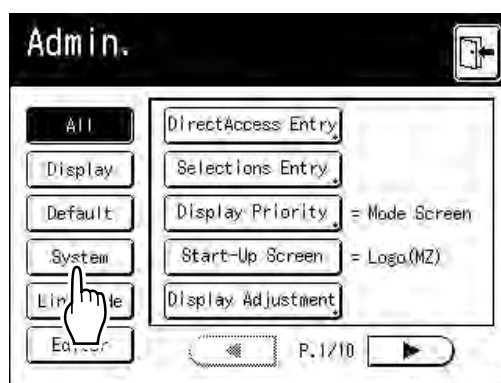 Admin.
All
Display
Default
System
Editor
DirectAccess Entry
Selections Entry
Display Priority = Mode Screen
Start-Up Screen = Logo(MZ)
Display Adjustment
P.1/10